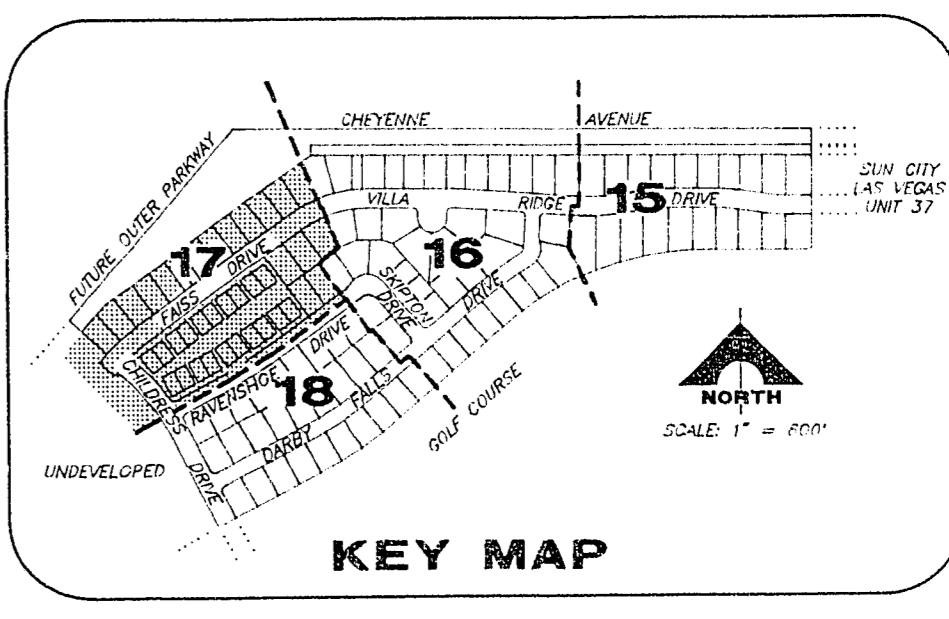 CHEYENNE AVENUE
SUN CITY
LAS VEGAS
UNIT 37
FUTURE OUTER PARKWAY
VILLA RIDGE DRIVE
15
16
17
FAISS DRIVE
SKIPTON
DRIVE
DRIVE
RAVENSHOE DRIVE
18
CHILDRESS DRIVE
DARBY FALLS
GOLF COURSE
UNDEVELOPED
NORTH
SCALE: 1" = 600'
KEY MAP